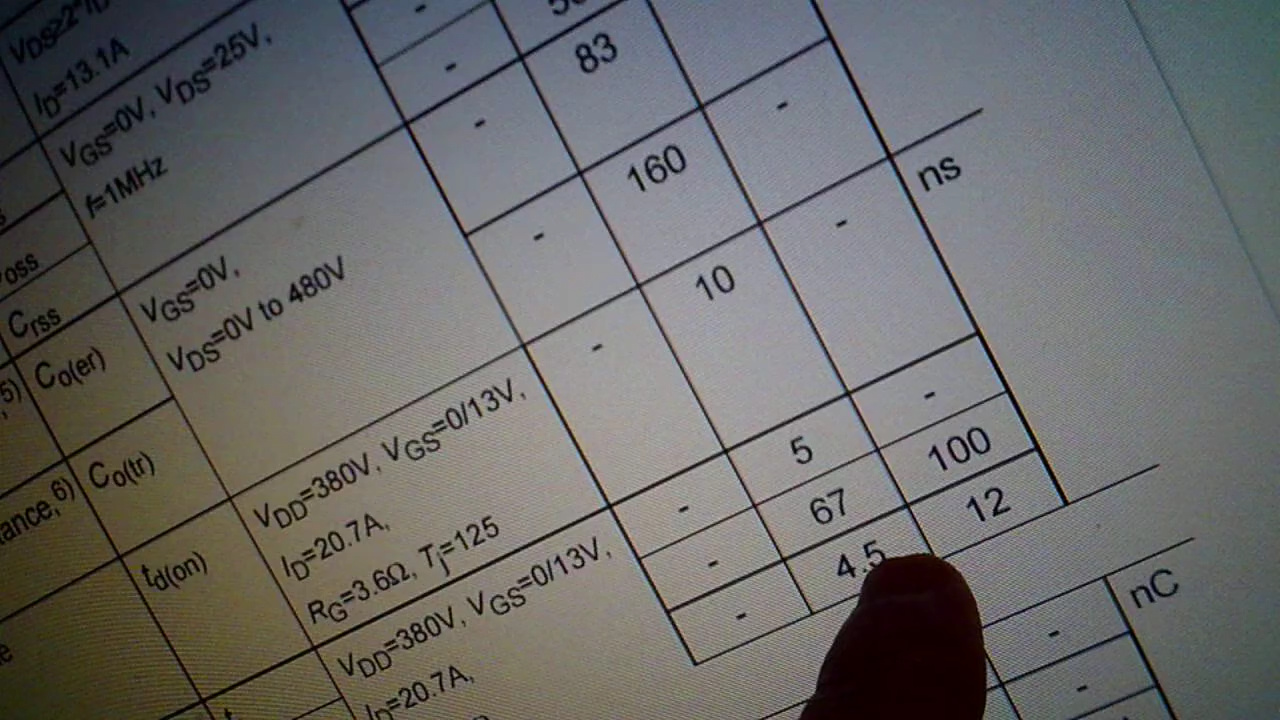 VDS≥2*ID
ID=13.1A
- 
- 83
VGS=0V, VDS=25V,
f=1MHz
oss
Crss
5) Co(er) VGS=0V,
VDS=0V to 480V
-
- 160 -
ance,6) Co(tr)
- 10 - ns
td(on) VDD=380V, VGS=0/13V,
ID=20.7A,
RG=3.6Ω, Tj=125
-
- 5 -
- 67 100
- 4.5 12
VDD=380V, VGS=0/13V,
ID=20.7A,
- nC
-